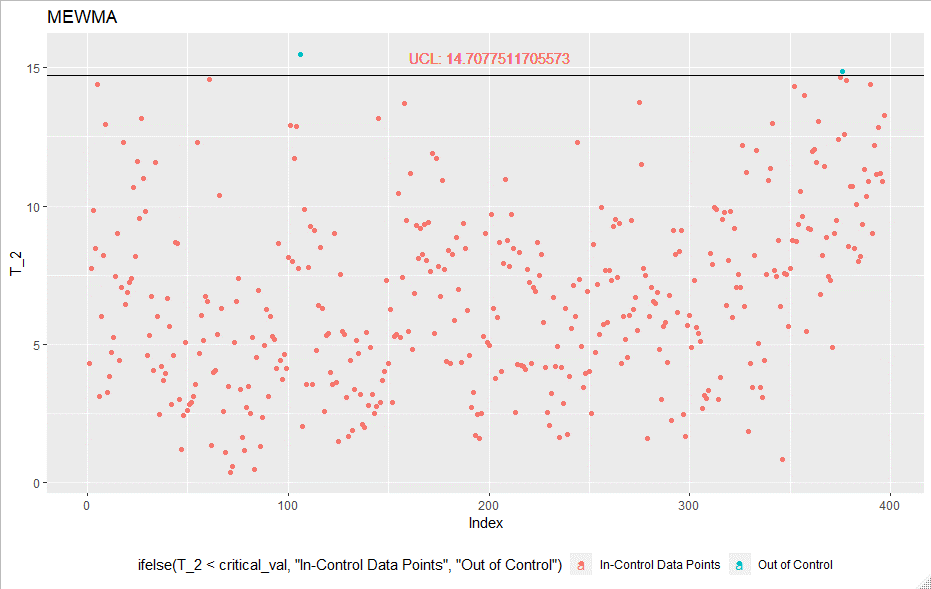 MEWMA
UCL: 14.7077511705573
15
10
5
0
T_2
0 100 200 300 400
Index
ifelse(T_2 < critical_val, "In-Control Data Points", "Out of Control") a In-Control Data Points a Out of Control